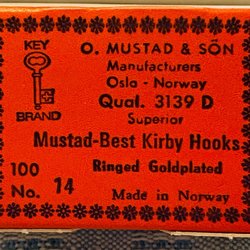 KEY
BRAND
O. MUSTAD & SÖN
Manufacturers
Oslo - Norway
Qual. 3139 D
Superior
Mustad-Best Kirby Hooks
100 Ringed Goldplated
No. 14 Made in Norway